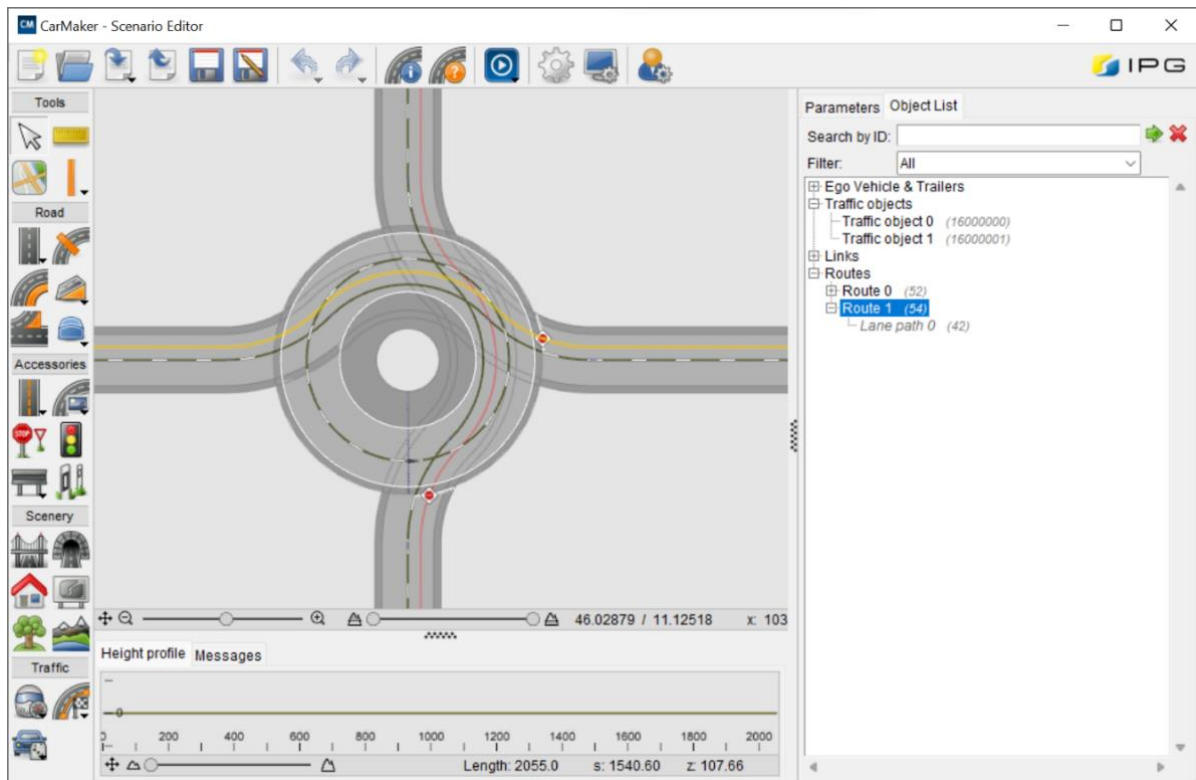 CM CarMaker - Scenario Editor
IPG
Tools
Road
Accessories
STOP
Scenery
Traffic
46.02879 / 11.12518 x: 103
Height profile Messages
0
0 200 400 600 800 1000 1200 1400 1600 1800 2000
Length: 2055.0 s: 1540.60 z: 107.66
Parameters Object List
Search by ID:
Filter: All
Ego Vehicle & Trailers
Traffic objects
Traffic object 0 (16000000)
Traffic object 1 (16000001)
Links
Routes
Route 0 (52)
Route 1 (54)
Lane path 0 (42)